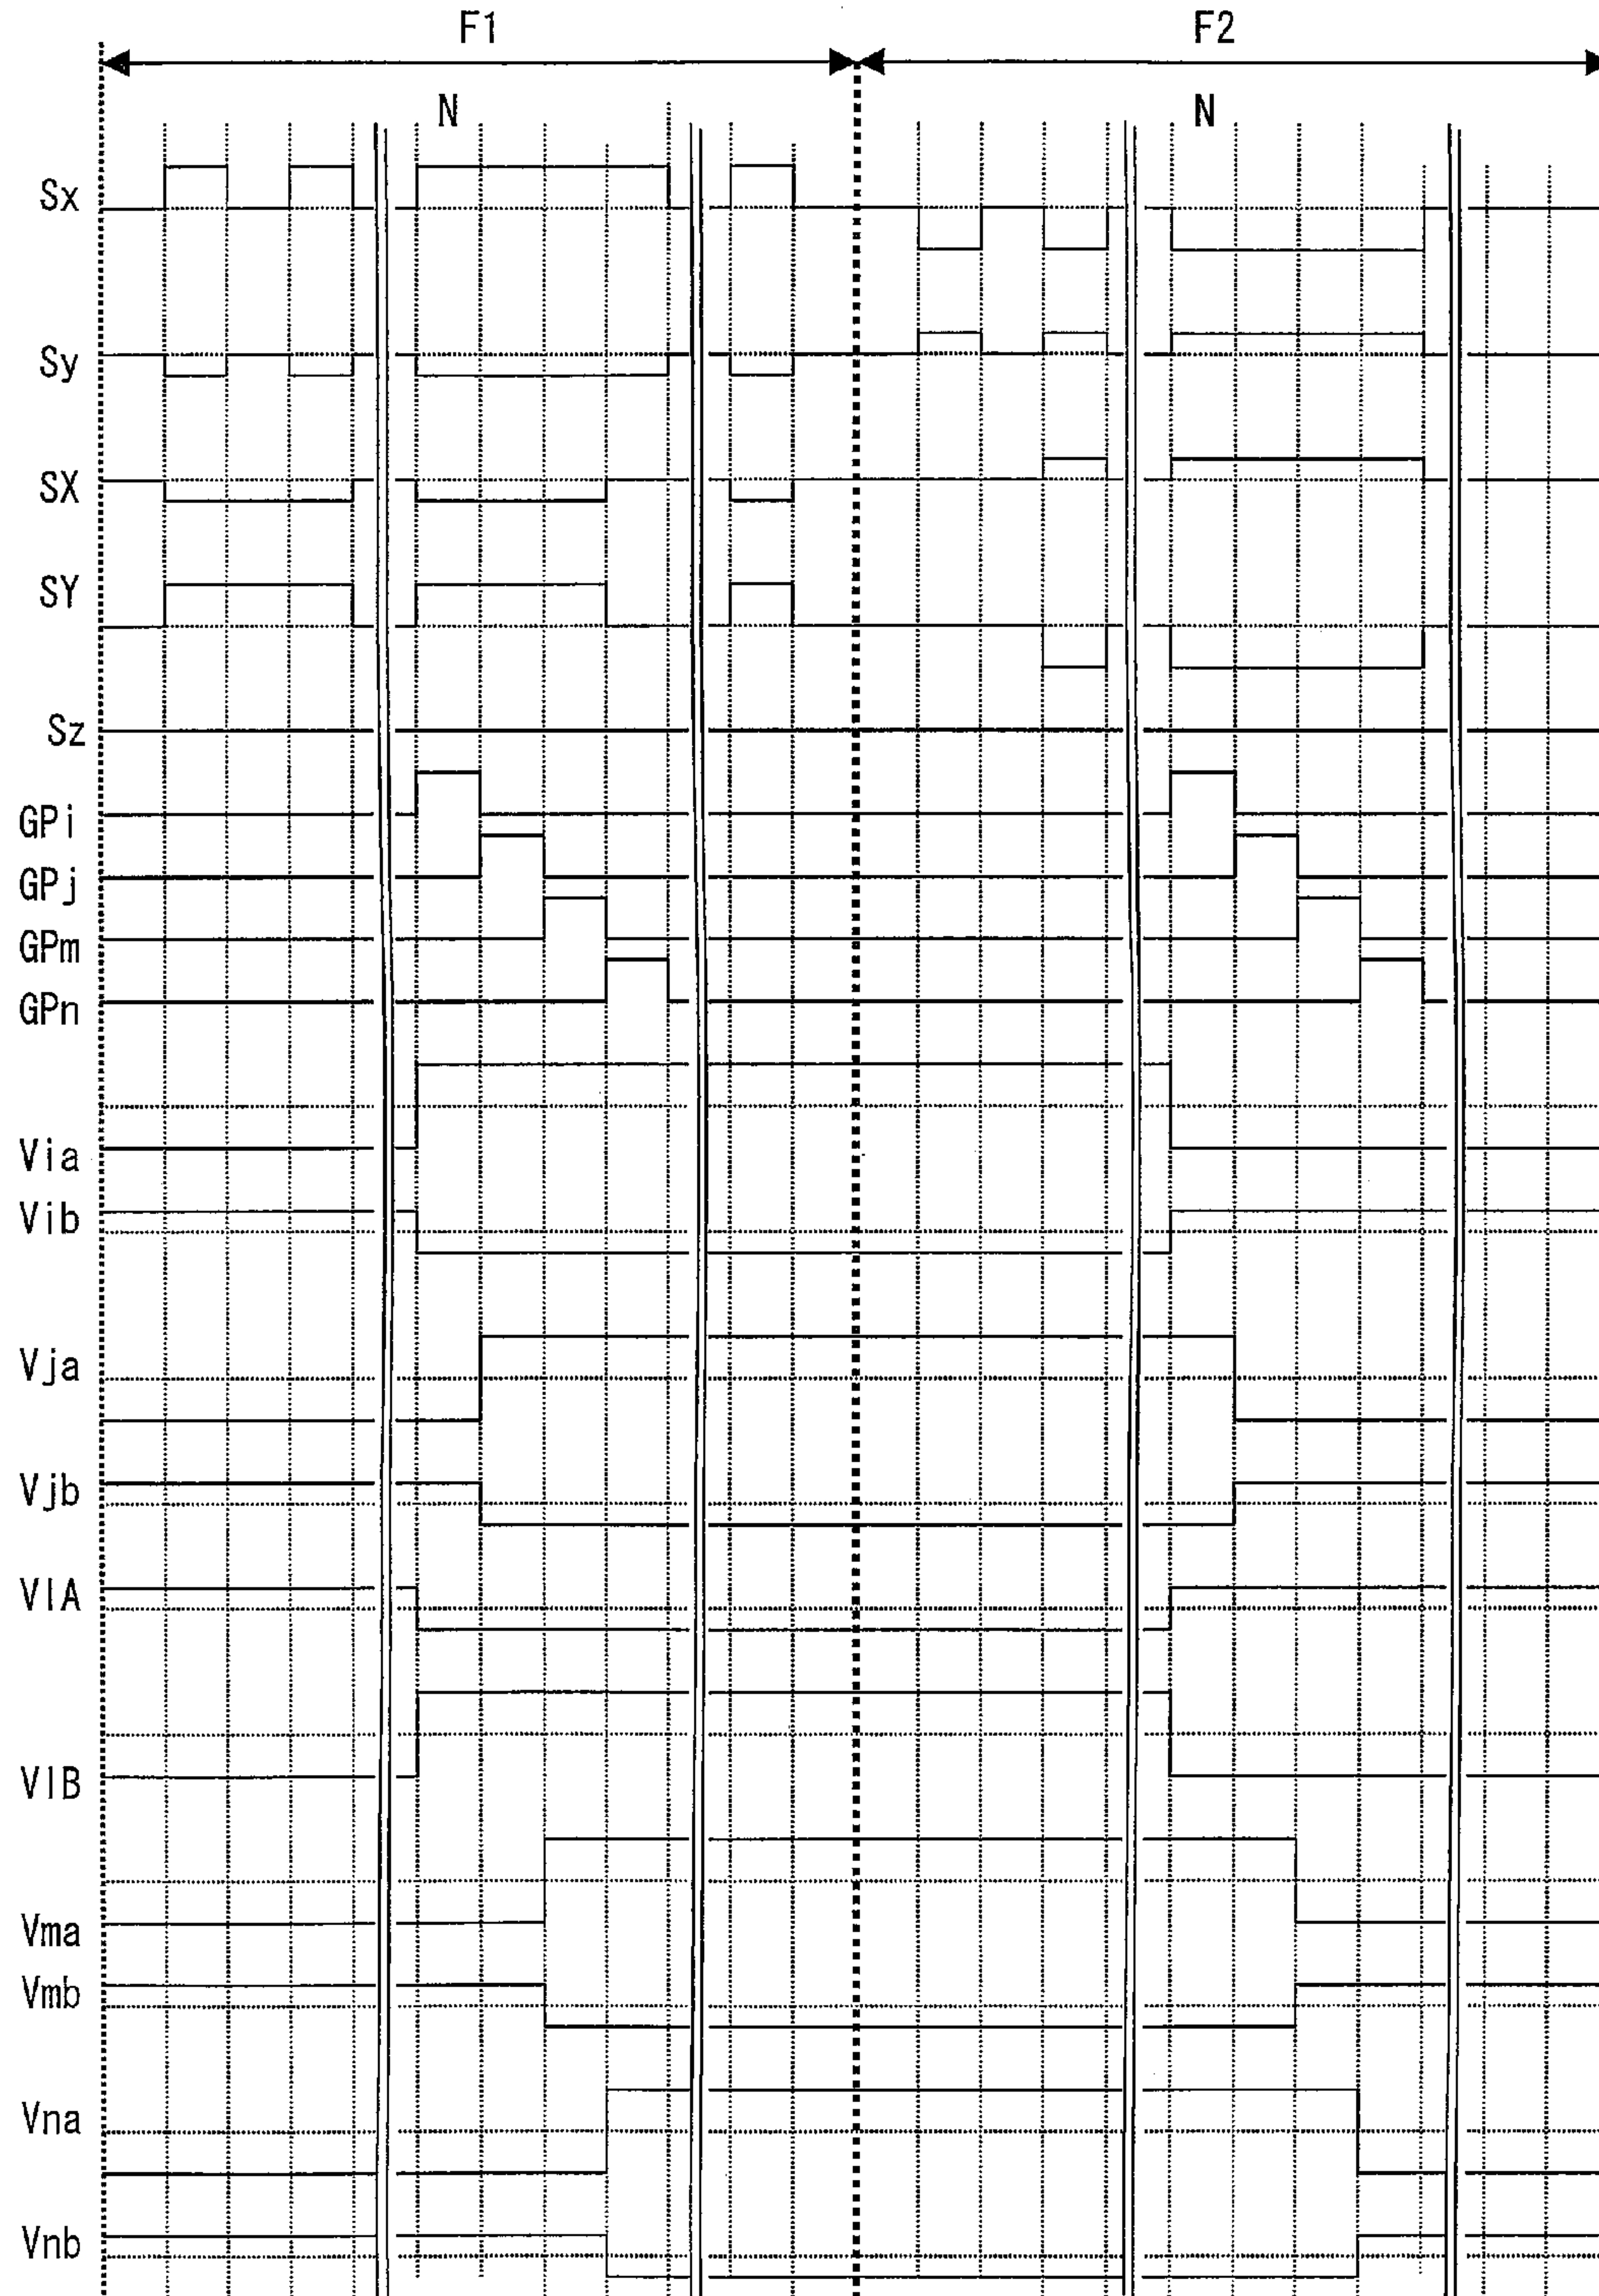 F1 F2
N N
Sx
Sy
SX
SY
Sz
GPi
GPj
GPm
GPn
Via
Vib
Vja
Vjb
VIA
VIB
Vma
Vmb
Vna
Vnb